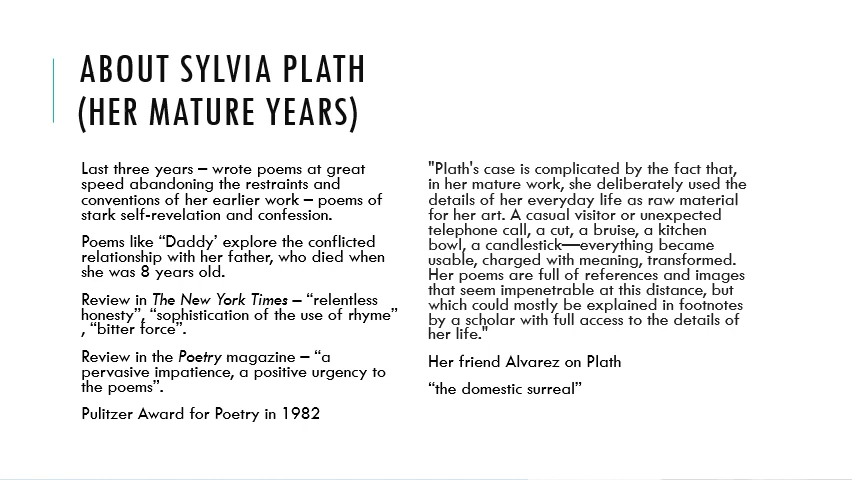 ABOUT SYLVIA PLATH
(HER MATURE YEARS)
Last three years – wrote poems at great
speed abandoning the restraints and
conventions of her earlier work – poems of
stark self-revelation and confession.
Poems like “Daddy’ explore the conflicted
relationship with her father, who died when
she was 8 years old.
Review in The New York Times – “relentless
honesty”, “sophistication of the use of rhyme”
, “bitter force”.
Review in the Poetry magazine – “a
pervasive impatience, a positive urgency to
the poems”.
Pulitzer Award for Poetry in 1982
"Plath's case is complicated by the fact that,
in her mature work, she deliberately used the
details of her everyday life as raw material
for her art. A casual visitor or unexpected
telephone call, a cut, a bruise, a kitchen
bowl, a candlestick—everything became
usable, charged with meaning, transformed.
Her poems are full of references and images
that seem impenetrable at this distance, but
which could mostly be explained in footnotes
by a scholar with full access to the details of
her life."
Her friend Alvarez on Plath
“the domestic surreal”